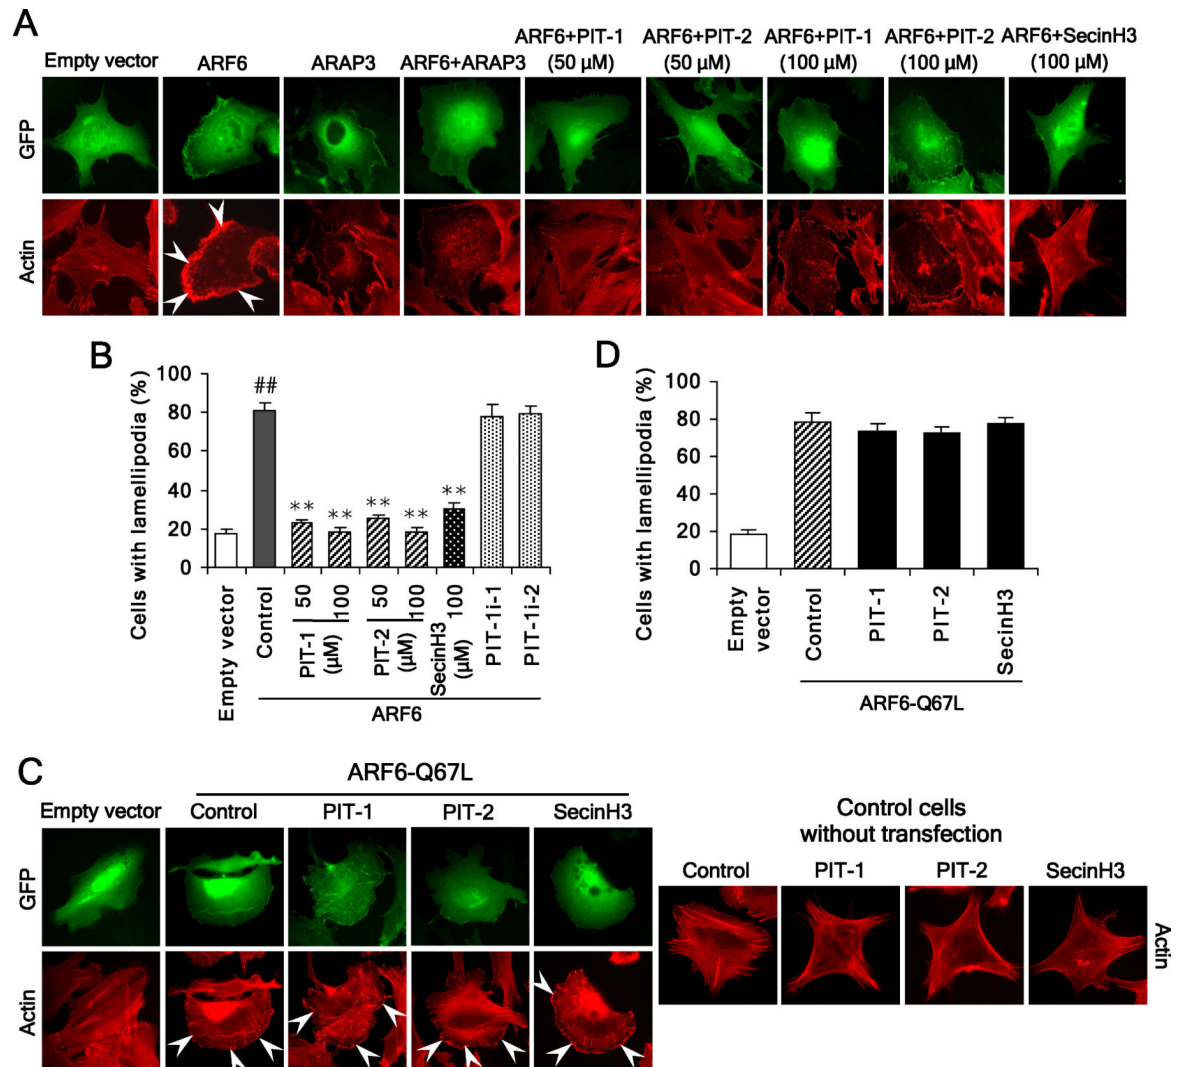 A
Empty vector
ARF6
ARAP3
ARF6+ARAP3
ARF6+PIT-1
(50 µM)
ARF6+PIT-2
(50 µM)
ARF6+PIT-1
(100 µM)
ARF6+PIT-2
(100 µM)
ARF6+SecinH3
(100 µM)
GFP
Actin
B
Cells with lamellipodia (%)
100
80
60
40
20
0
##
**
**
**
**
**
Empty vector
Control
50
100
PIT-1
(µM)
50
100
PIT-2
(µM)
SecinH3
100
(µM)
PIT-1i-1
PIT-1i-2
ARF6
D
Cells with lamellipodia (%)
100
80
60
40
20
0
Empty
vector
Control
PIT-1
PIT-2
SecinH3
ARF6-Q67L
C
ARF6-Q67L
Empty vector
Control
PIT-1
PIT-2
SecinH3
GFP
Actin
Control cells
without transfection
Control
PIT-1
PIT-2
SecinH3
Actin